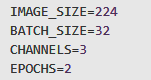 IMAGE_SIZE=224
BATCH_SIZE=32
CHANNELS=3
EPOCHS=2